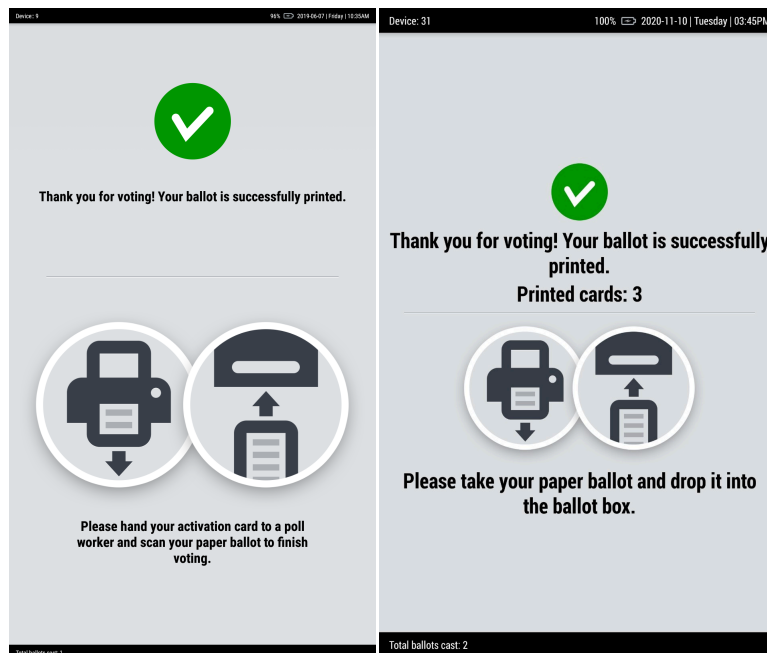 Device: 9
96% 2019-06-07 | Friday | 10:35AM
Thank you for voting! Your ballot is successfully printed.
Please hand your activation card to a poll
worker and scan your paper ballot to finish
voting.
Total ballots cast: 1
Device: 31
100% 2020-11-10 | Tuesday | 03:45PM
Thank you for voting! Your ballot is successfully
printed.
Printed cards: 3
Please take your paper ballot and drop it into
the ballot box.
Total ballots cast: 2